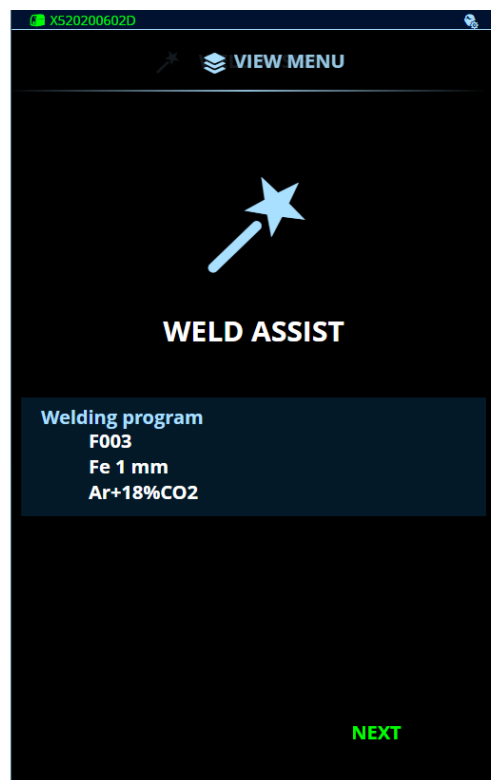 X520200602D
VIEW MENU
WELD ASSIST
Welding program
F003
Fe 1 mm
Ar+18%CO2
NEXT